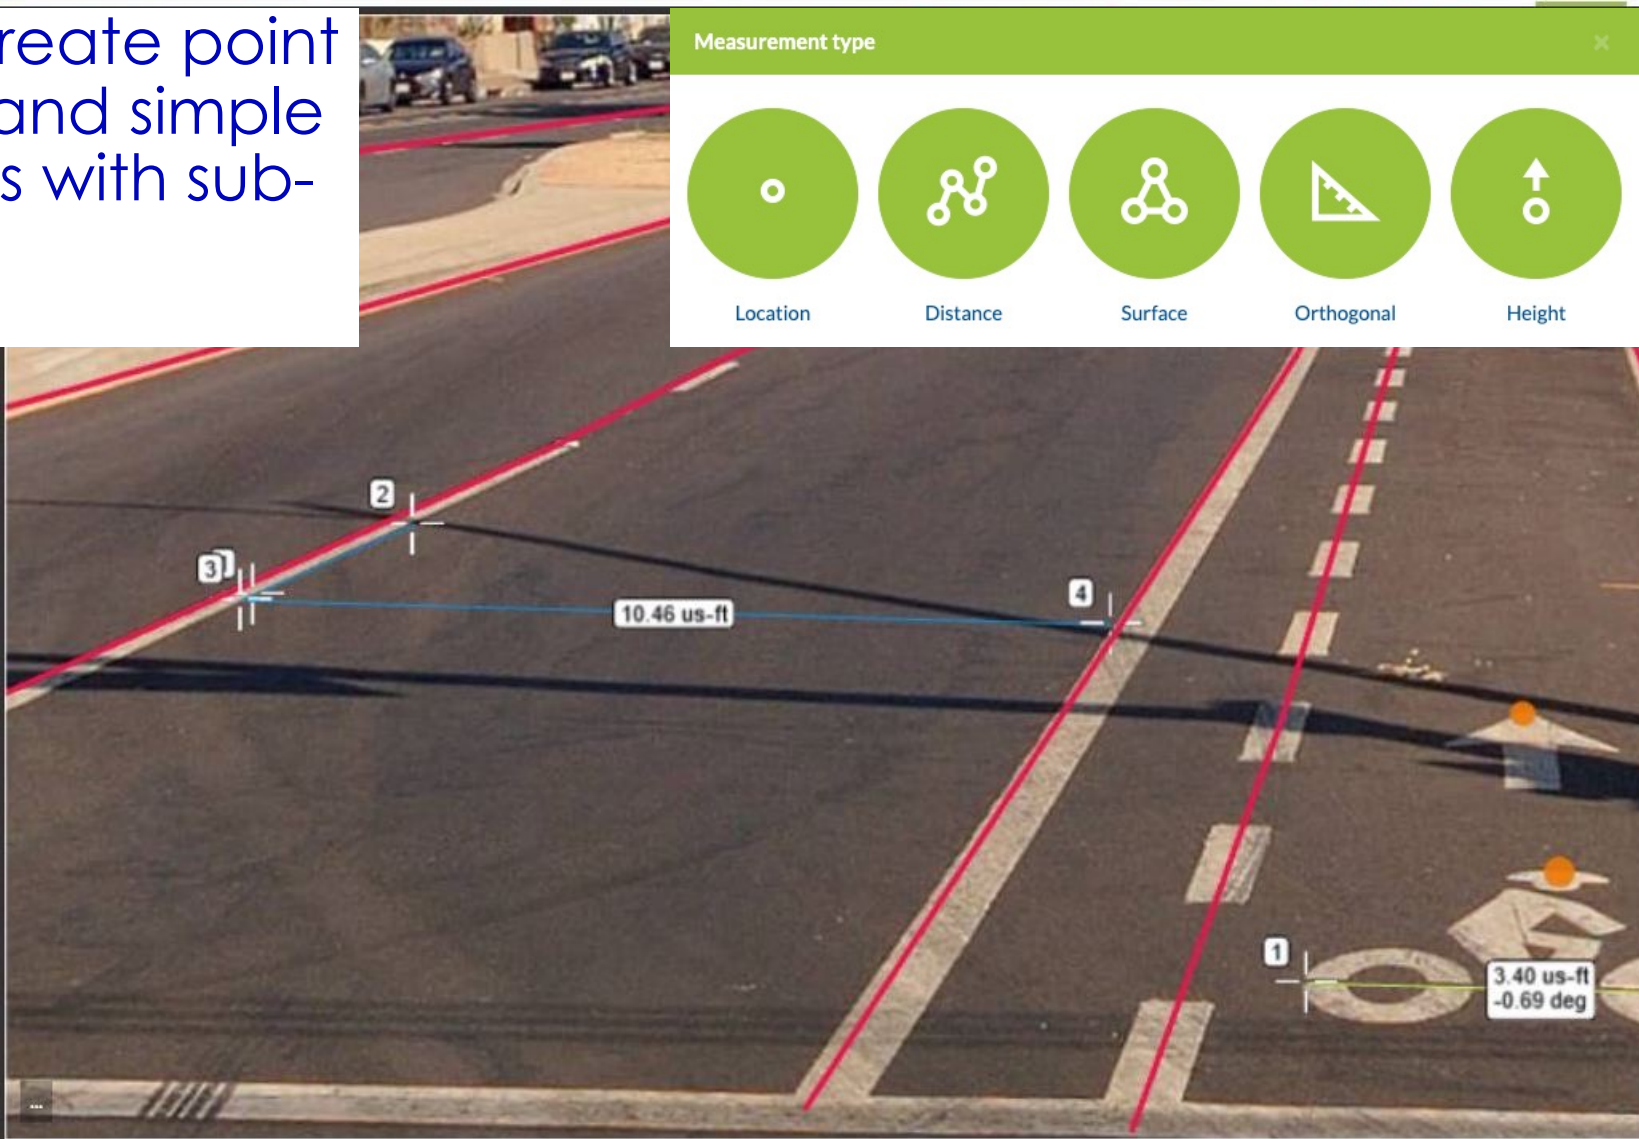 reate point
and simple
s with sub-
Measurement type
Location
Distance
Surface
Orthogonal
Height
2
3
4
10.46 us-ft
1
3.40 us-ft
-0.69 deg
...